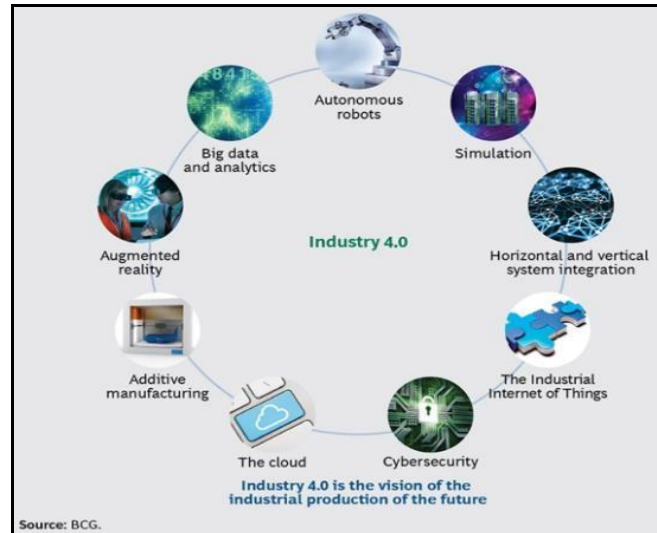 Autonomous
robots
Simulation
Horizontal and vertical
system integration
The Industrial
Internet of Things
Cybersecurity
The cloud
Additive
manufacturing
Augmented
reality
Big data
and analytics
Industry 4.0
Industry 4.0 is the vision of the
industrial production of the future
Source: BCG.